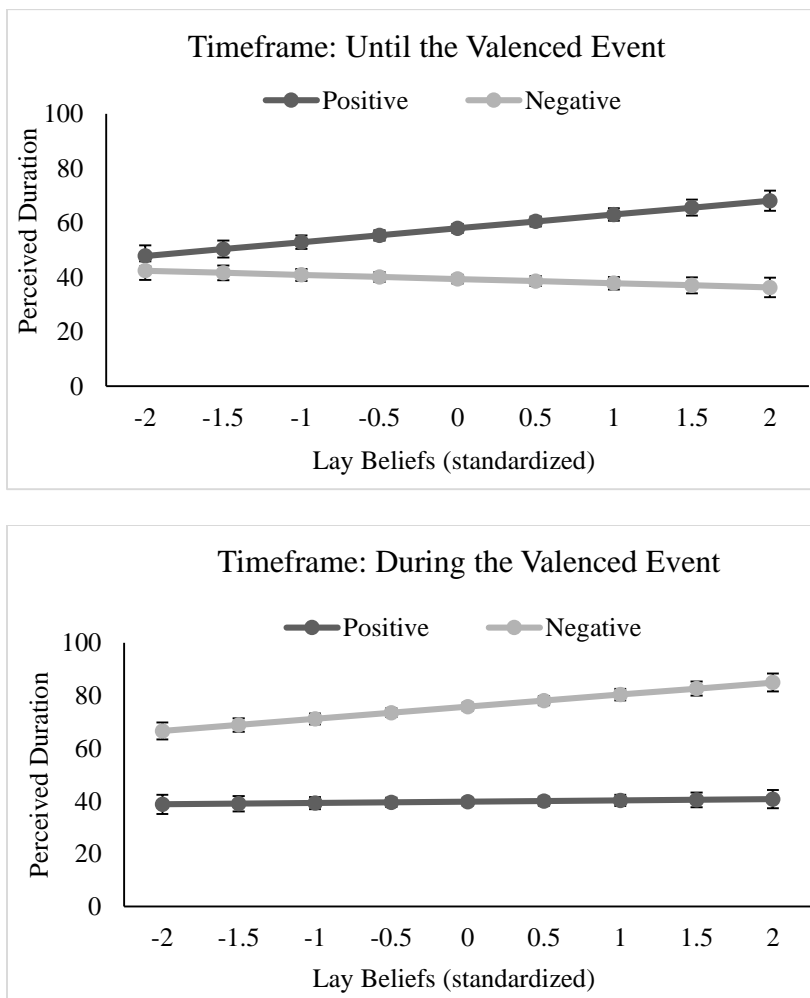 Timeframe: Until the Valenced Event
Positive Negative
Perceived Duration
100
80
60
40
20
0
-2 -1.5 -1 -0.5 0 0.5 1 1.5 2
Lay Beliefs (standardized)
Timeframe: During the Valenced Event
Positive Negative
Perceived Duration
100
80
60
40
20
0
-2 -1.5 -1 -0.5 0 0.5 1 1.5 2
Lay Beliefs (standardized)